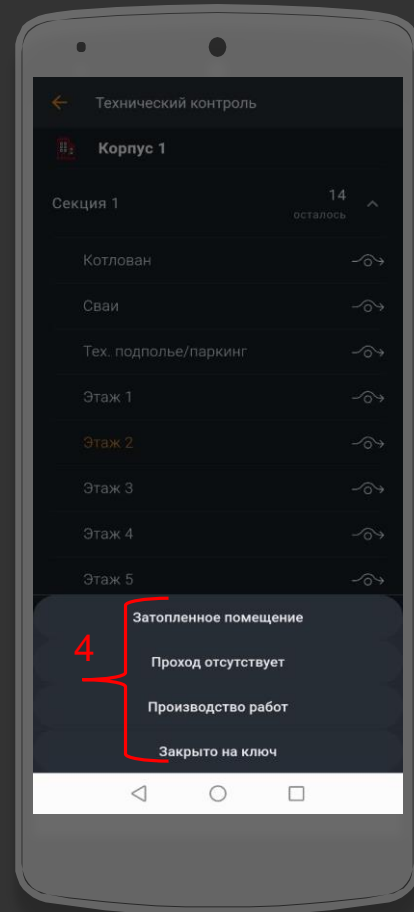 Технический контроль
Корпус 1
Секция 1
14
осталось
Котлован
Сваи
Тех. подполье/паркинг
Этаж 1
Этаж 2
Этаж 3
Этаж 4
Этаж 5
Затопленное помещение
4
Проход отсутствует
Производство работ
Закрыто на ключ